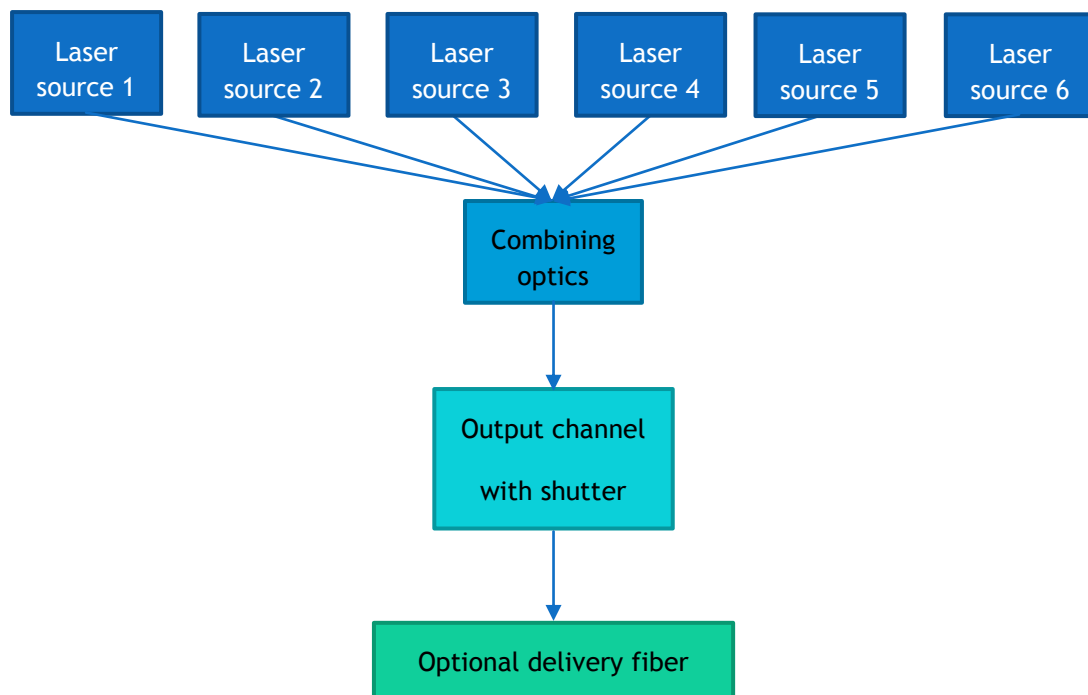 Laser
source 1
Laser
source 2
Laser
source 3
Laser
source 4
Laser
source 5
Laser
source 6
Combining
optics
Output channel
with shutter
Optional delivery fiber